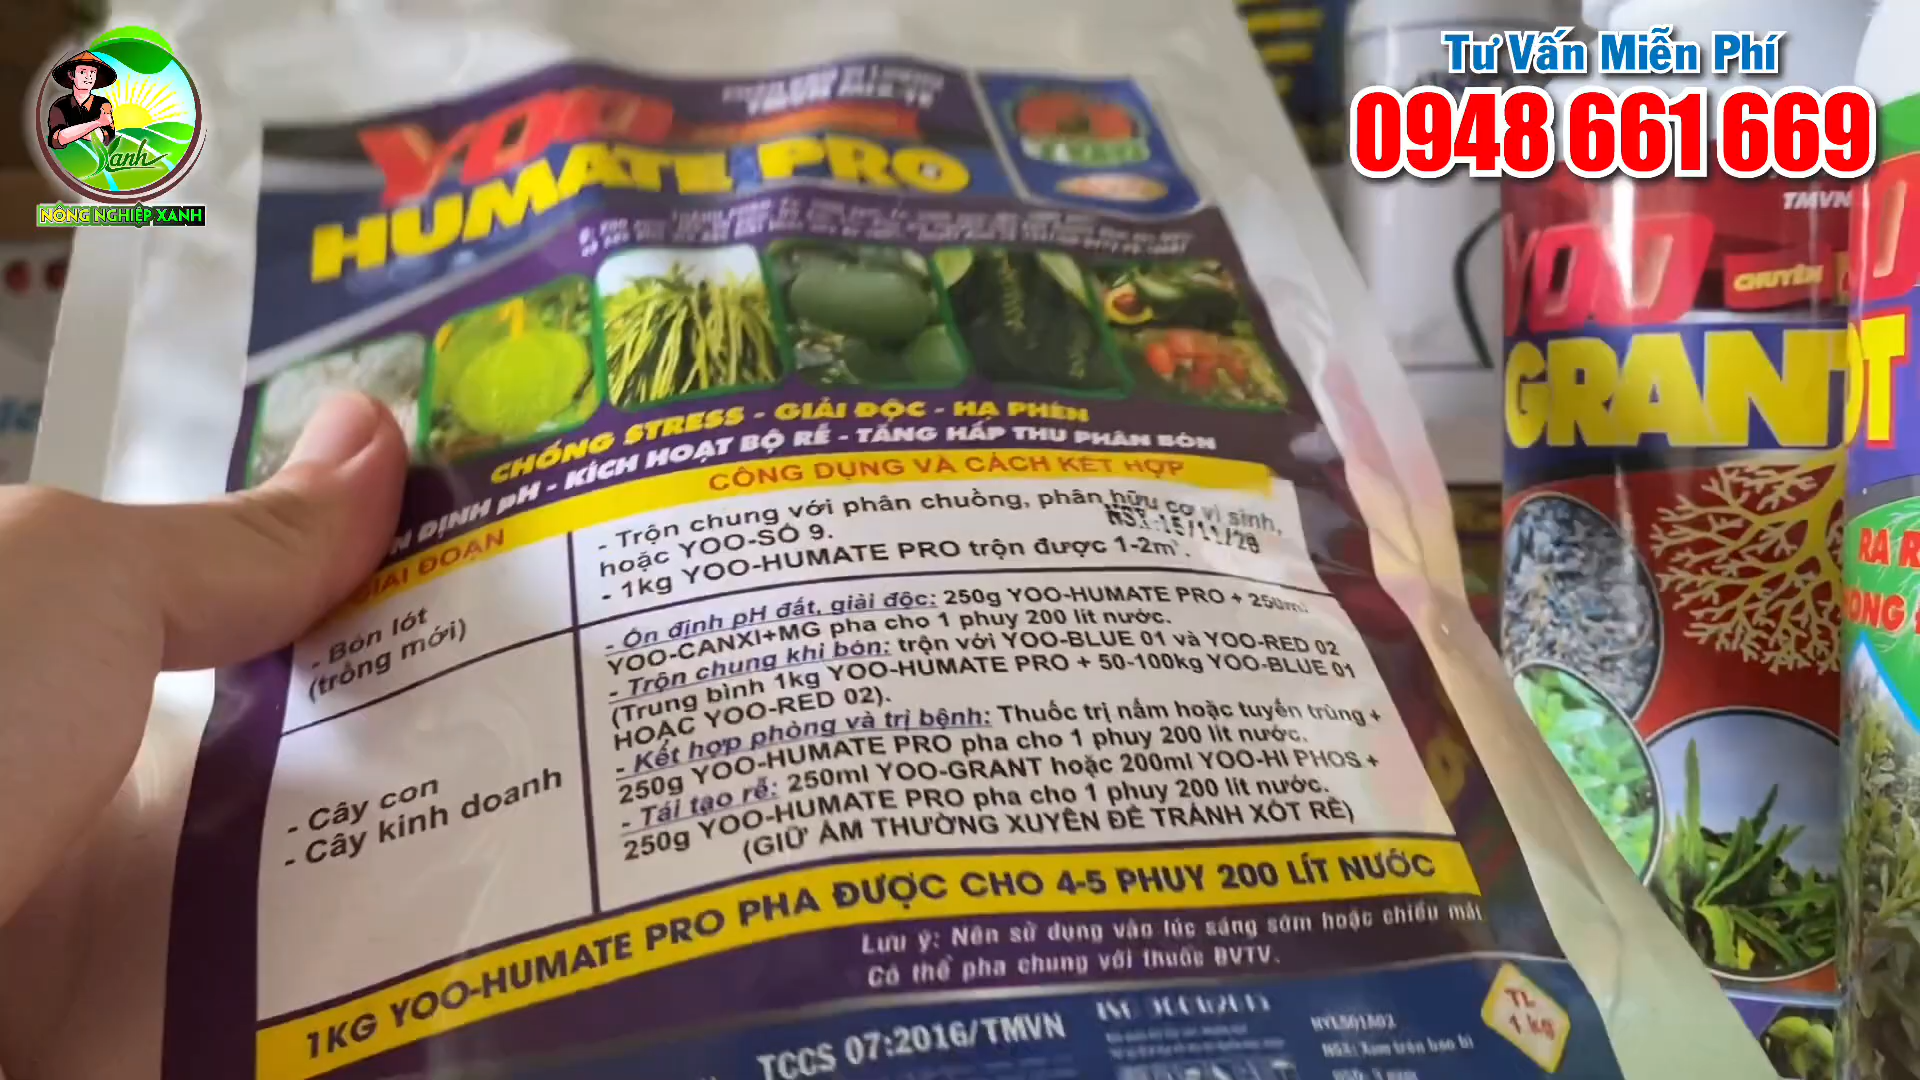 Tư Vấn Miễn Phí
0948 661 669
Xanh
NÔNG NGHIỆP XANH
YOO
HUMATE PRO
CHỐNG STRESS - GIẢI ĐỘC - HẠ PHÈN
ĐỊNH pH - KÍCH HOẠT BỘ RỄ - TĂNG HẤP THU PHÂN BÓN
CÔNG DỤNG VÀ CÁCH KẾT HỢP
GIAI ĐOẠN
- Bón lót
(trồng mới)
- Trộn chung với phân chuồng, phân hữu cơ vi sinh,
hoặc YOO-SỐ 9.
- 1kg YOO-HUMATE PRO trộn được 1-2m³.
- Cây con
- Cây kinh doanh
- Ổn định pH đất, giải độc: 250g YOO-HUMATE PRO + 250ml
YOO-CANXI+MG pha cho 1 phuy 200 lít nước.
- Trộn chung khi bón: trộn với YOO-BLUE 01 và YOO-RED 02
(Trung bình 1kg YOO-HUMATE PRO + 50-100kg YOO-BLUE 01
HOẶC YOO-RED 02).
- Kết hợp phòng và trị bệnh: Thuốc trị nấm hoặc tuyến trùng +
250g YOO-HUMATE PRO pha cho 1 phuy 200 lít nước.
- Tái tạo rễ: 250ml YOO-GRANT hoặc 200ml YOO-HI PHOS +
250g YOO-HUMATE PRO pha cho 1 phuy 200 lít nước.
(GIỮ ẨM THƯỜNG XUYÊN ĐỂ TRÁNH XÓT RỄ)
1KG YOO-HUMATE PRO PHA ĐƯỢC CHO 4-5 PHUY 200 LÍT NƯỚC
Lưu ý: Nên sử dụng vào lúc sáng sớm hoặc chiều mát
Có thể pha chung với thuốc BVTV.
TCCS 07:2016/TMVN
TL
1 kg
TMVN
YOO
CHUYÊN
GRANT
RA R